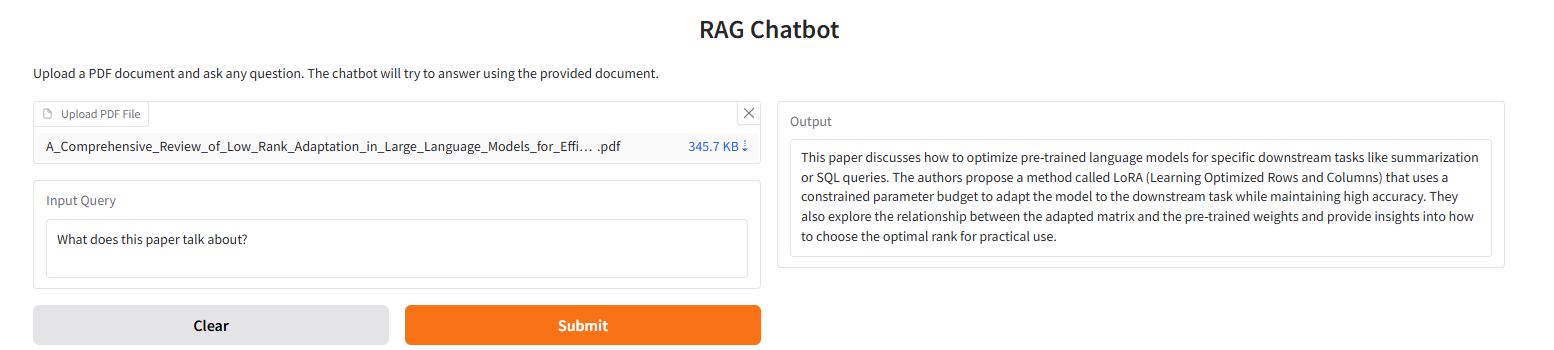 RAG Chatbot
Upload a PDF document and ask any question. The chatbot will try to answer using the provided document.
Upload PDF File
A_Comprehensive_Review_of_Low_Rank_Adaptation_in_Large_Language_Models_for_Effi... .pdf
345.7 KB ⇣
Input Query
What does this paper talk about?
Clear
Submit
Output
This paper discusses how to optimize pre-trained language models for specific downstream tasks like summarization
or SQL queries. The authors propose a method called LoRA (Learning Optimized Rows and Columns) that uses a
constrained parameter budget to adapt the model to the downstream task while maintaining high accuracy. They
also explore the relationship between the adapted matrix and the pre-trained weights and provide insights into how
to choose the optimal rank for practical use.